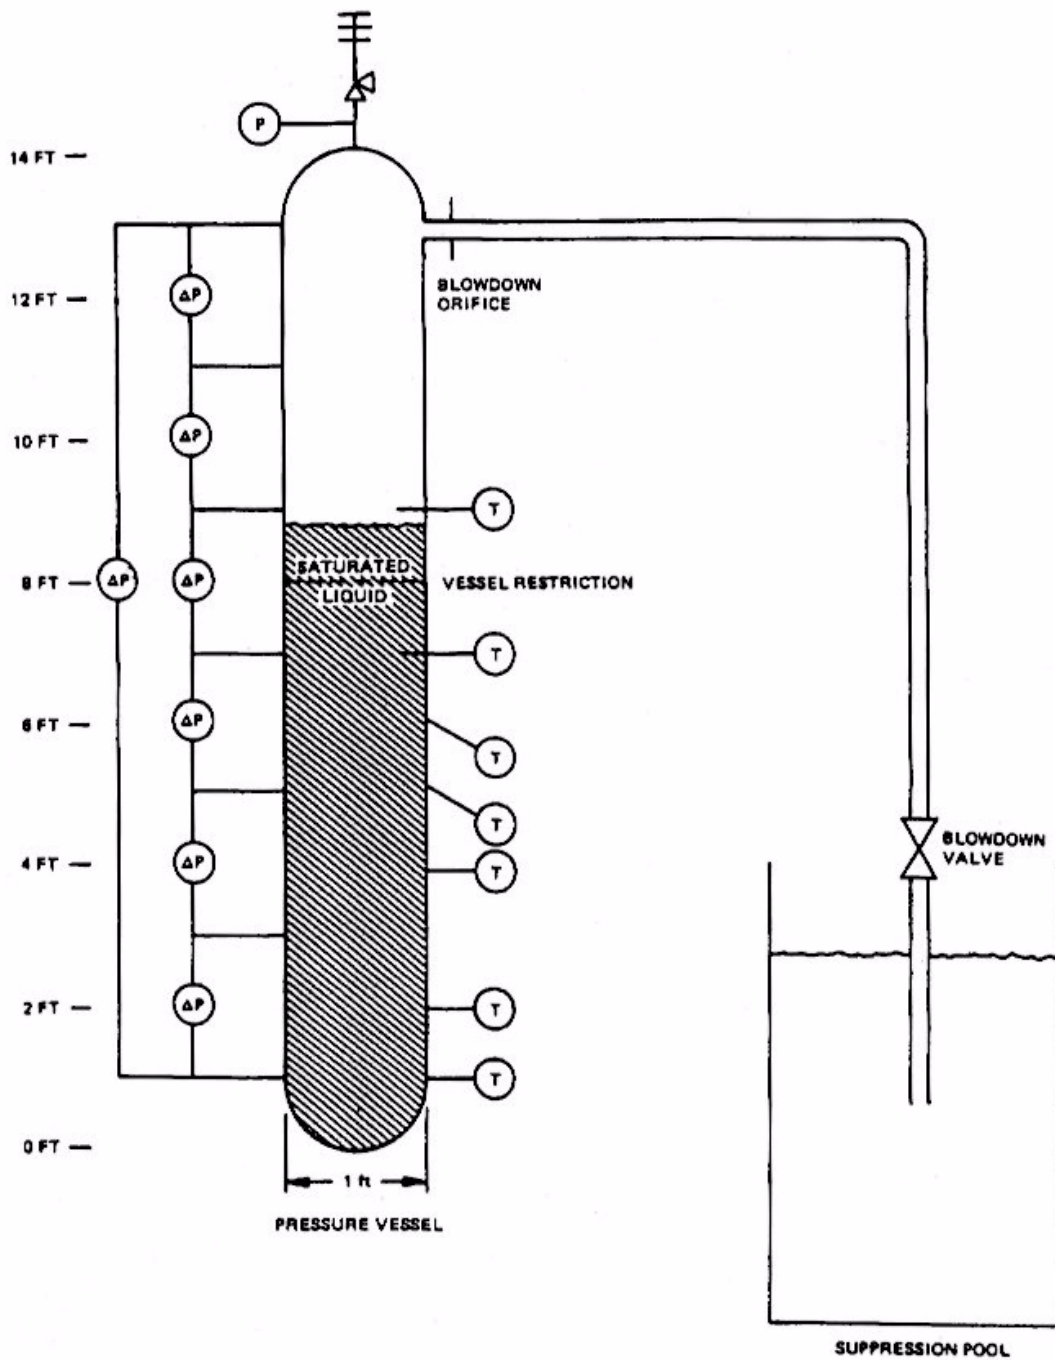 P
14 FT
BLOWDOWN
ORIFICE
12 FT
ΔP
10 FT
ΔP
T
SATURATED
LIQUID
8 FT
ΔP
ΔP
VESSEL RESTRICTION
T
6 FT
ΔP
T
T
4 FT
ΔP
T
BLOWDOWN
VALVE
2 FT
ΔP
T
T
0 FT
1 ft
PRESSURE VESSEL
SUPPRESSION POOL